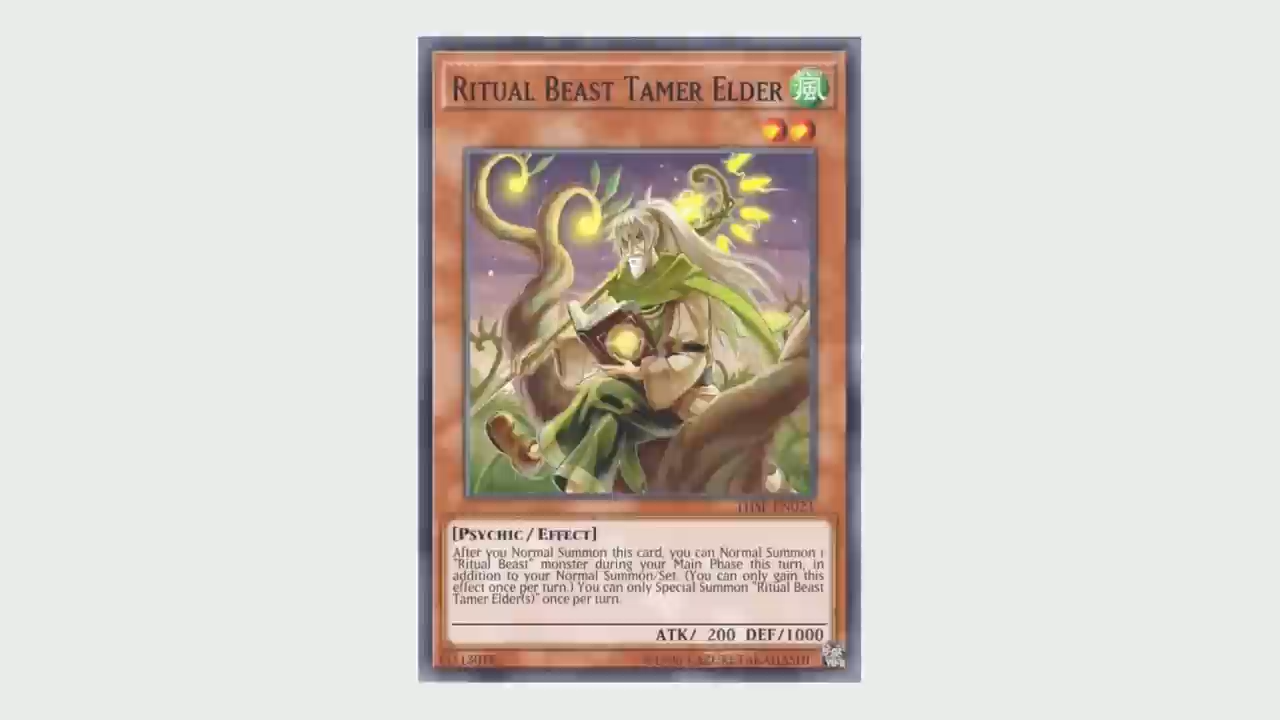 RITUAL BEAST TAMER ELDER
風
[PSYCHIC / EFFECT]
After you Normal Summon this card, you can Normal Summon 1
"Ritual Beast" monster during your Main Phase this turn, in
addition to your Normal Summon/Set. (You can only gain this
effect once per turn.) You can only Special Summon "Ritual Beast
Tamer Elder(s)" once per turn.
ATK/ 200 DEF/1000